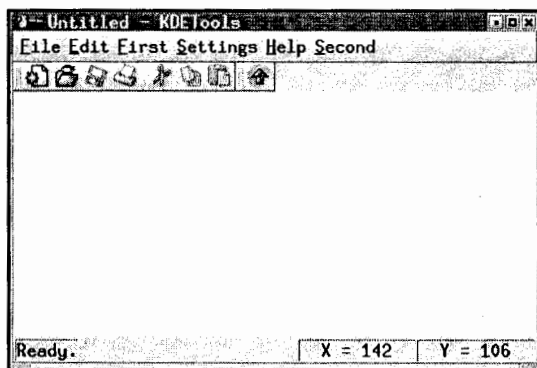 Untitled - KDETools
File Edit First Settings Help Second
Ready. X = 142 Y = 106